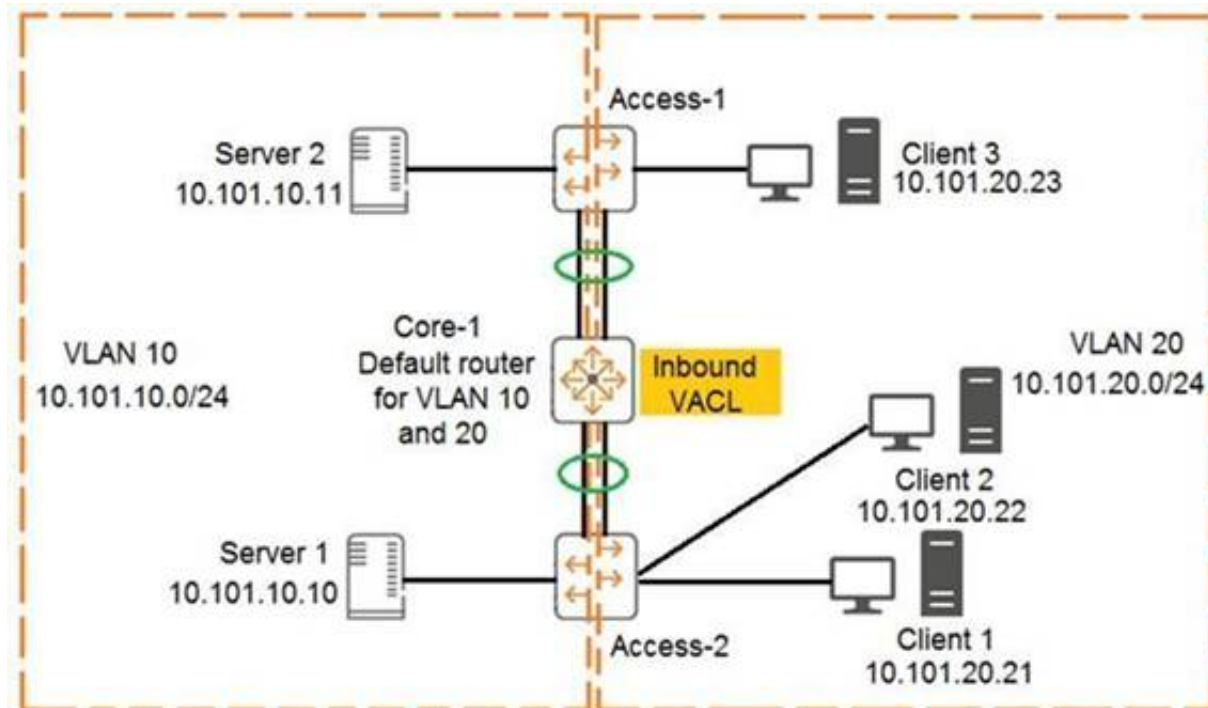 Access-1
Server 2
10.101.10.11
Client 3
10.101.20.23
Core-1
Default router
for VLAN 10
and 20
Inbound
VACL
VLAN 10
10.101.10.0/24
VLAN 20
10.101.20.0/24
Client 2
10.101.20.22
Server 1
10.101.10.10
Access-2
Client 1
10.101.20.21